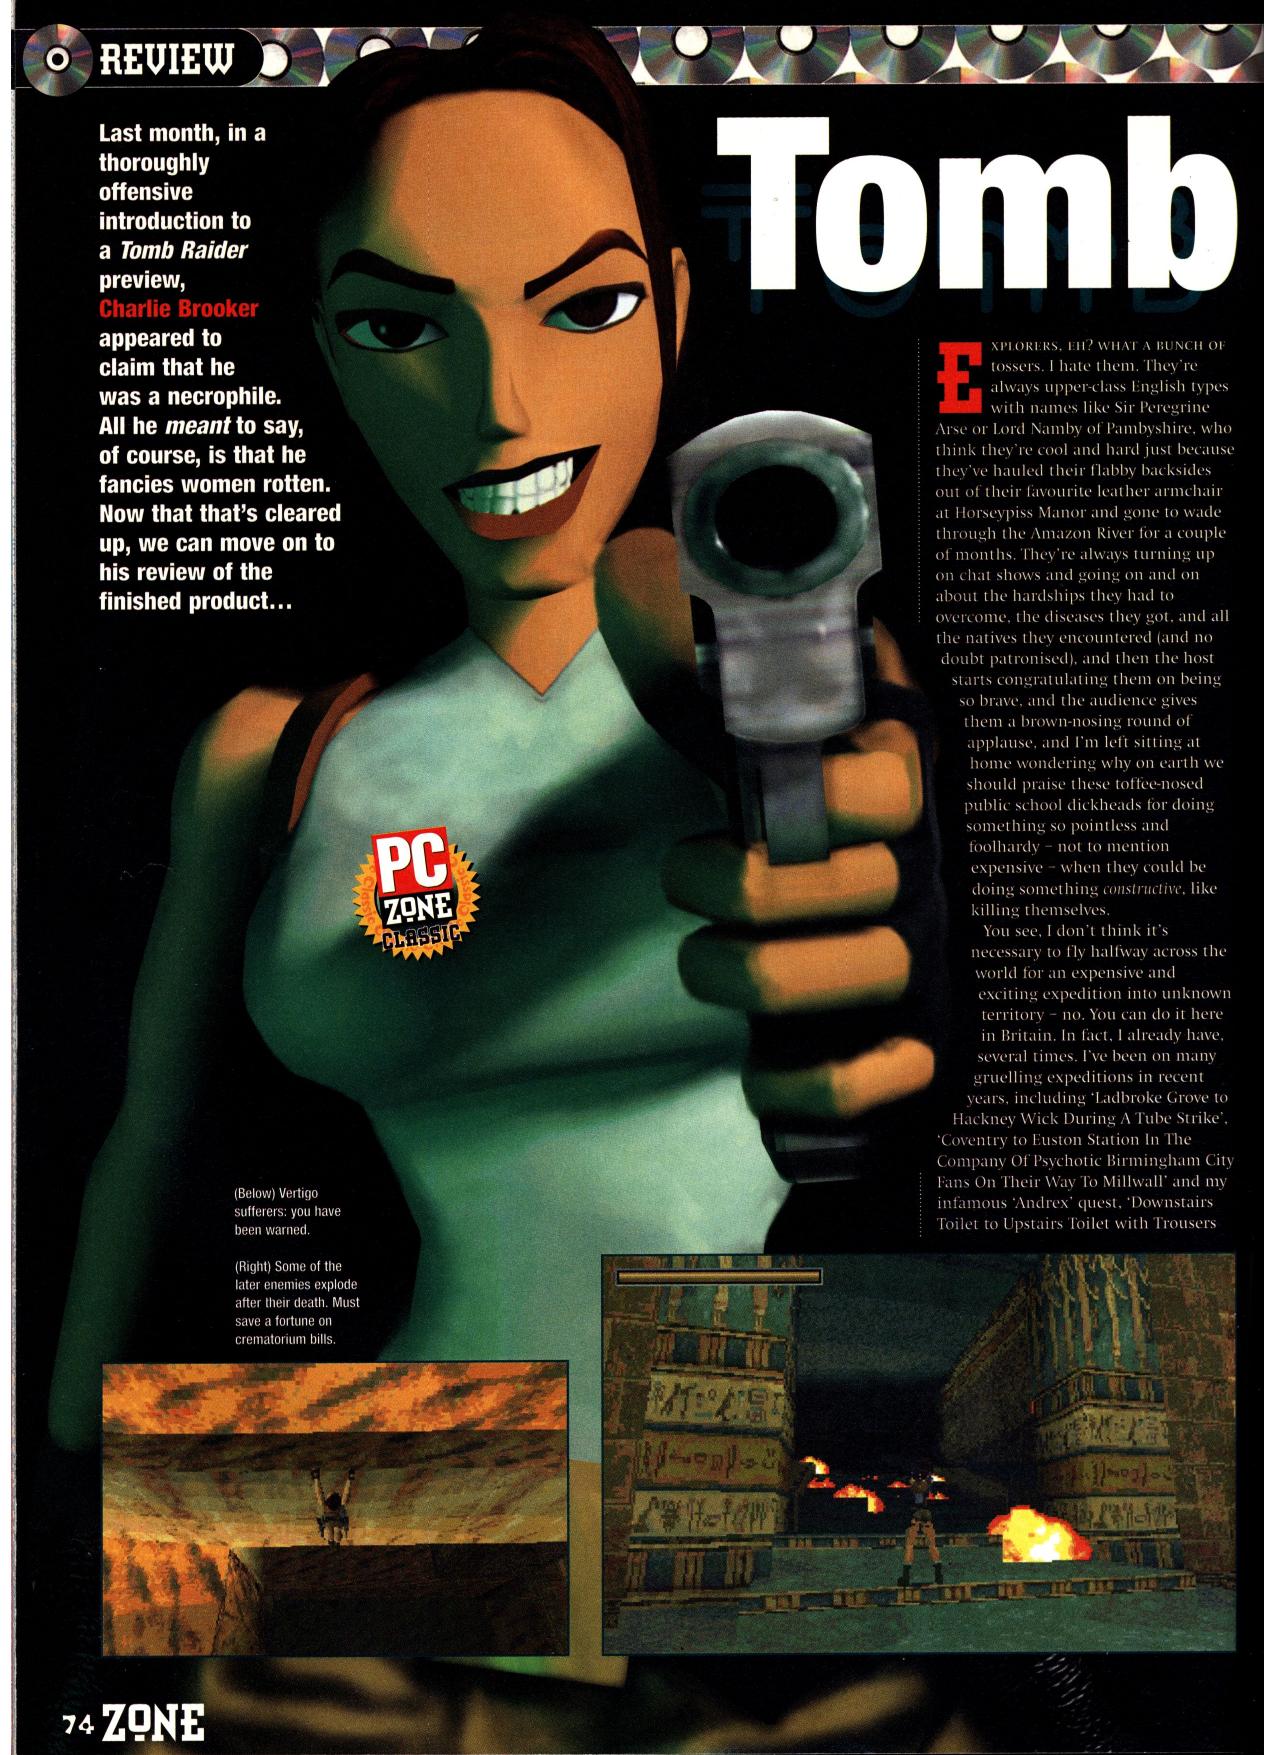 REVIEW
Last month, in a
thoroughly
offensive
introduction to
a Tomb Raider
preview,
Charlie Brooker
appeared to
claim that he
was a necrophile.
All he meant to say,
of course, is that he
fancies women rotten.
Now that that's cleared
up, we can move on to
his review of the
finished product...
Tomb
TOMB
EXPLORERS, EH? WHAT A BUNCH OF
tossers. I hate them. They're
always upper-class English types
with names like Sir Peregrine
Arse or Lord Namby of Pambyshire, who
think they're cool and hard just because
they've hauled their flabby backsides
out of their favourite leather armchair
at Horseypiss Manor and gone to wade
through the Amazon River for a couple
of months. They're always turning up
on chat shows and going on and on
about the hardships they had to
overcome, the diseases they got, and all
the natives they encountered (and no
doubt patronised), and then the host
starts congratulating them on being
so brave, and the audience gives
them a brown-nosing round of
applause, and I'm left sitting at
home wondering why on earth we
should praise these toffee-nosed
public school dickheads for doing
something so pointless and
foolhardy – not to mention
expensive – when they could be
doing something constructive, like
killing themselves.
You see, I don't think it's
necessary to fly halfway across the
world for an expensive and
exciting expedition into unknown
territory – no. You can do it here
in Britain. In fact, I already have,
several times. I've been on many
gruelling expeditions in recent
years, including 'Ladbroke Grove to
Hackney Wick During A Tube Strike',
'Coventry to Euston Station In The
Company Of Psychotic Birmingham City
Fans On Their Way To Millwall' and my
infamous 'Andrex' quest, 'Downstairs
Toilet to Upstairs Toilet with Trousers
PC
ZONE
CLASSIC
(Below) Vertigo
sufferers: you have
been warned.
(Right) Some of the
later enemies explode
after their death. Must
save a fortune on
crematorium bills.
74 ZONE